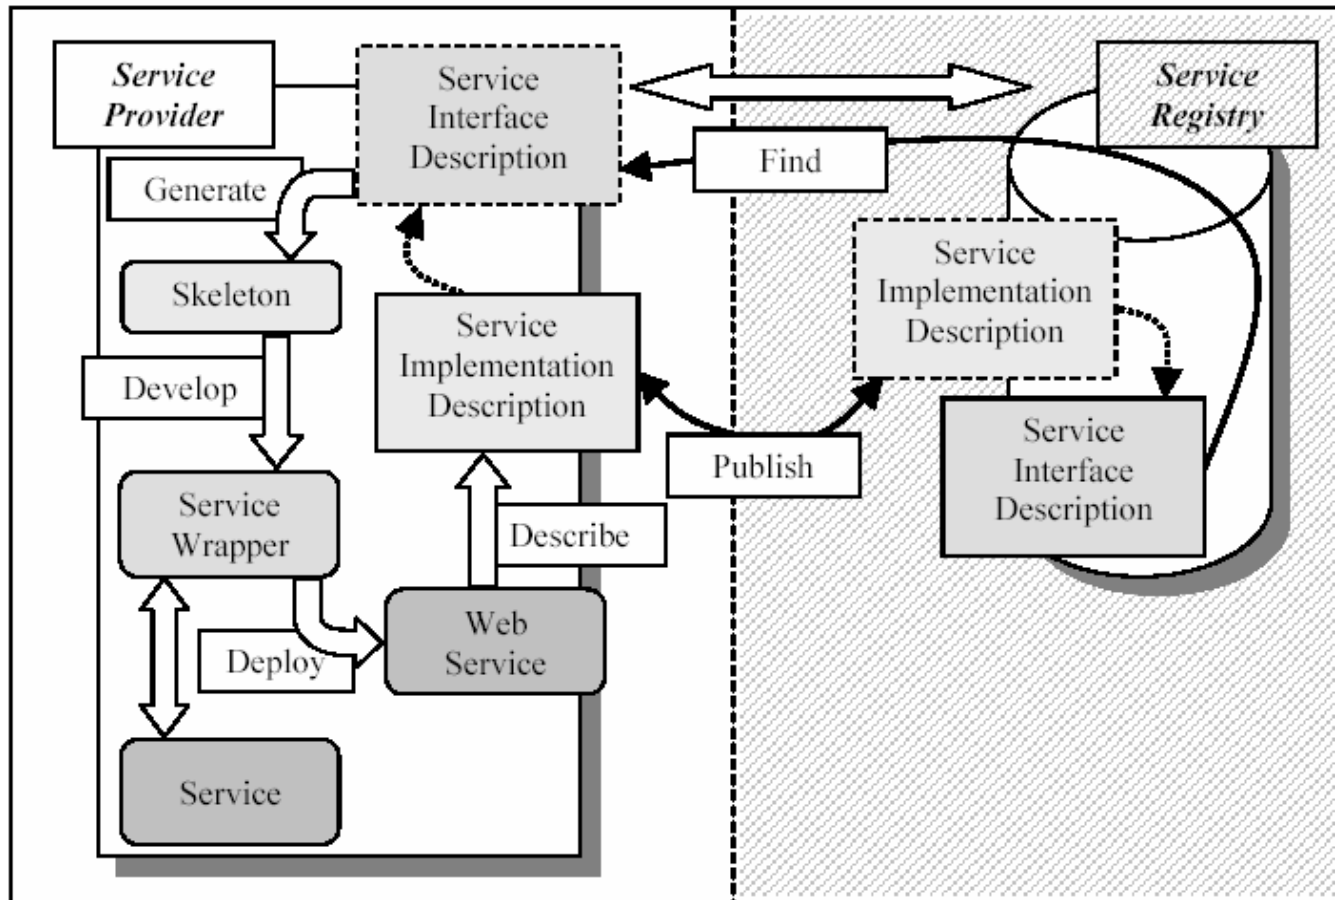 Service
Provider
Service
Interface
Description
Service
Registry
Generate
Find
Skeleton
Service
Implementation
Description
Service
Implementation
Description
Develop
Publish
Service
Interface
Description
Service
Wrapper
Describe
Deploy
Web
Service
Service